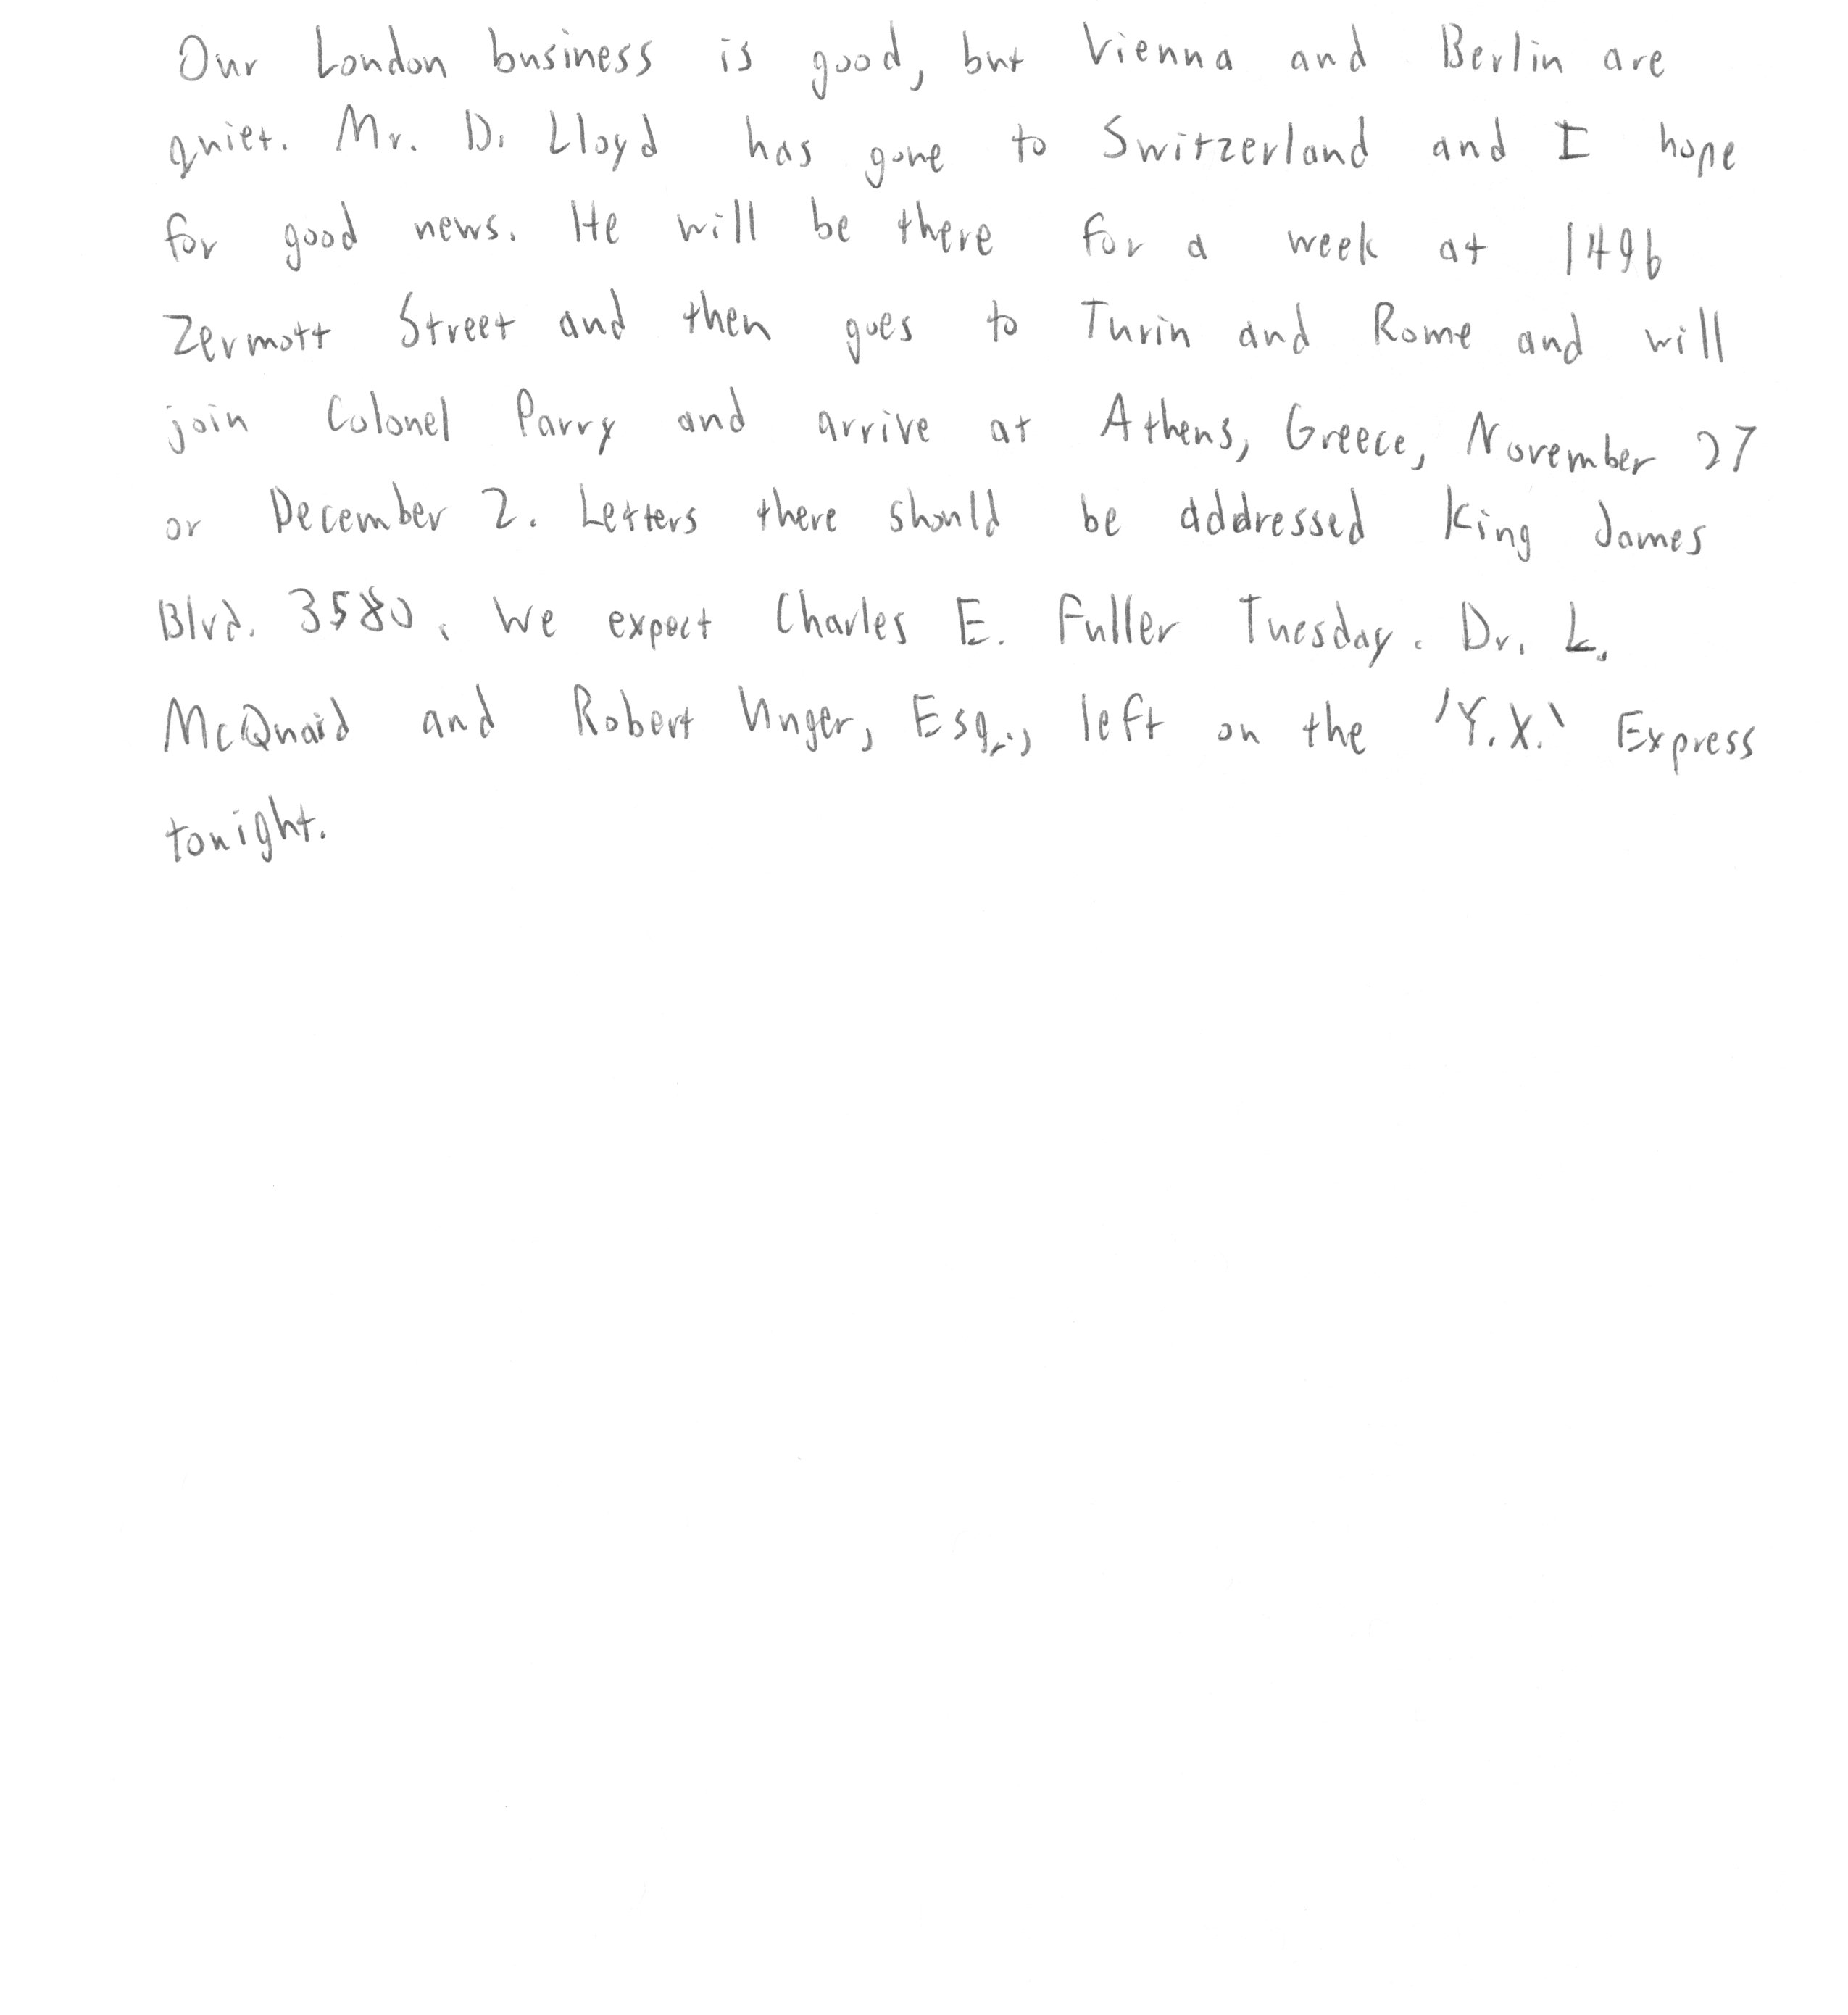 Our London business is good, but Vienna and Berlin are
quiet. Mr. D. Lloyd has gone to Switzerland and I hope
for good news. He will be there for a week at 1496
Zermott Street and then goes to Turin and Rome and will
join Colonel Parry and arrive at Athens, Greece, November 27
or December 2. Letters there should be addressed King James
Blvd. 3580. We expect Charles E. Fuller Tuesday. Dr. L.
McQuaid and Robert Unger, Esq., left on the 'Y.X.' Express
tonight.